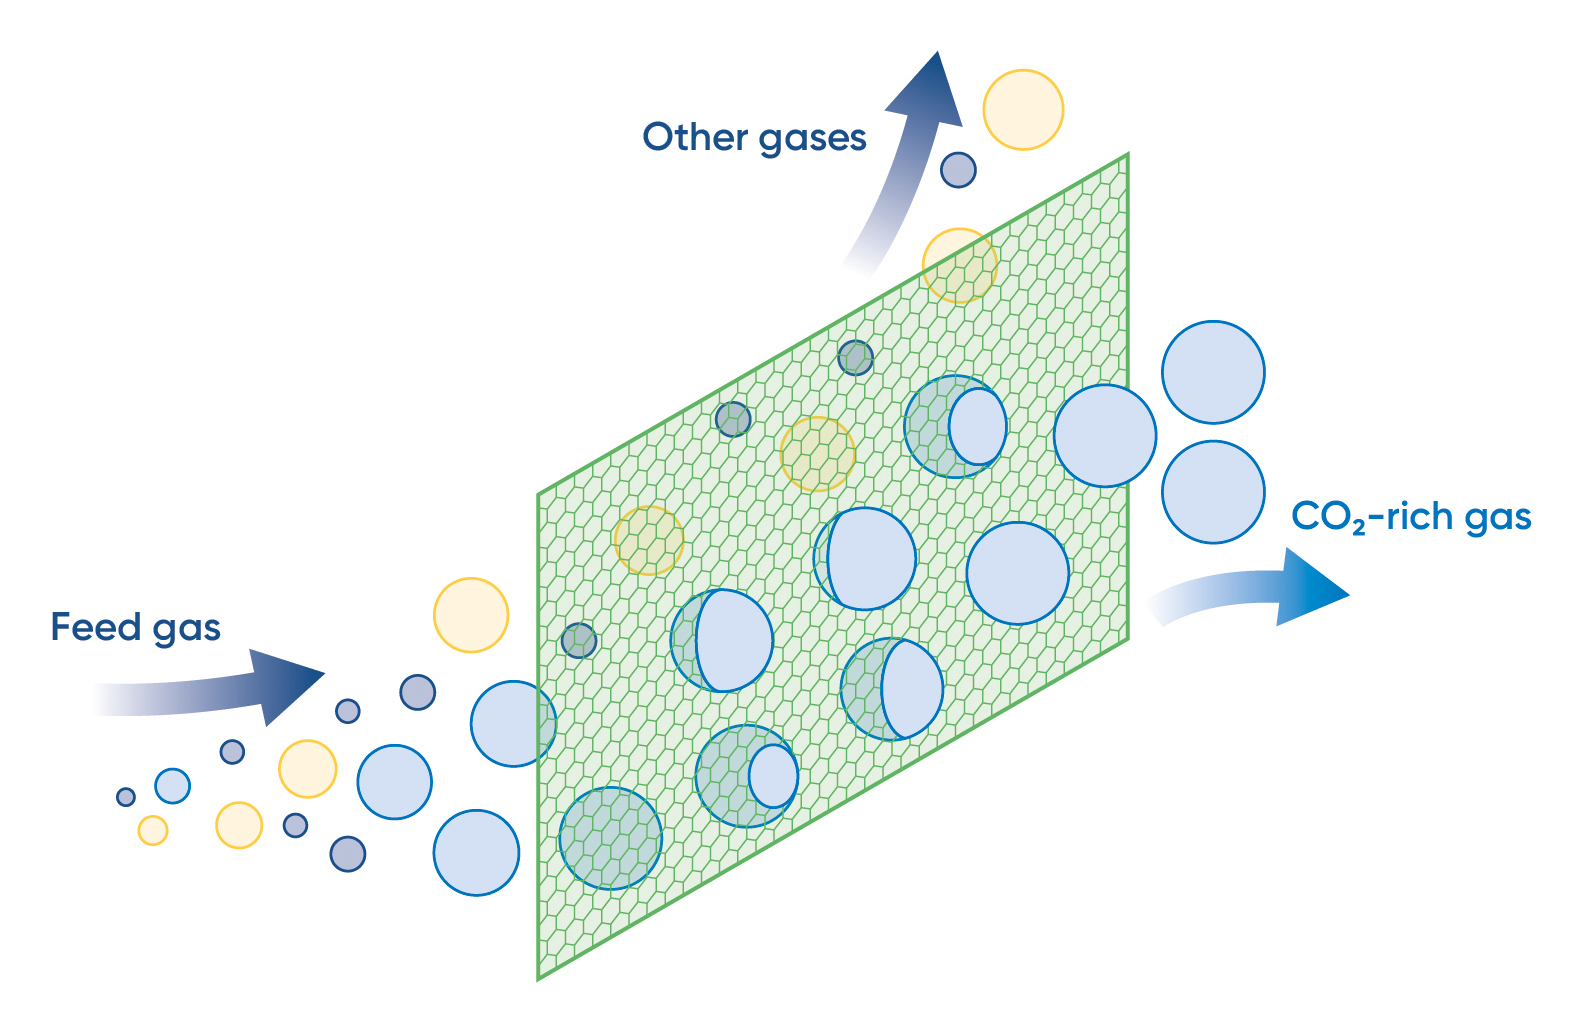 Other gases
CO₂-rich gas
Feed gas